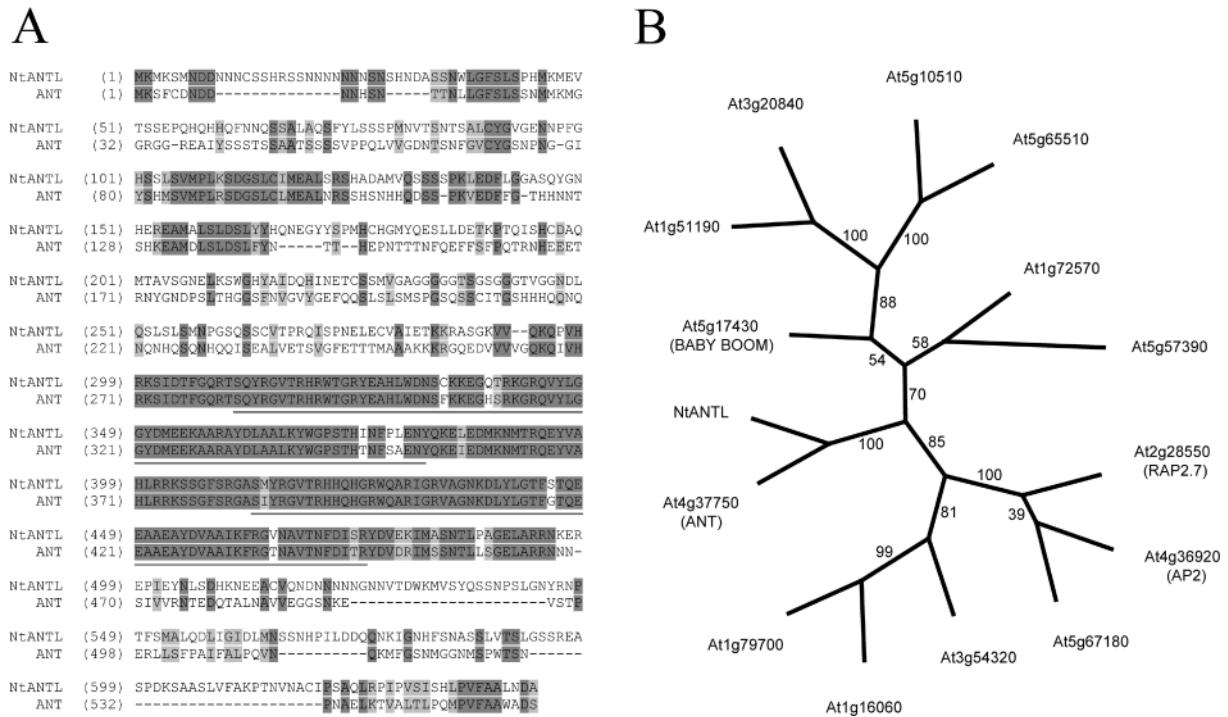 A
NtANTL (1) MKMKSMNDDNNNCSSHRSSNNNNNNNNSNSHNDASSNWLGFSLSPHMKMEV
ANT (1) MKSFCDNDD--------------NNHSN-----TTNLLGFSLSSNMMKMG
NtANTL (51) TSSEPQHQHHQFNNQSSALAQSFYLSSSPMNVTSNTSALCYGVGENNPFG
ANT (32) GRGG-REAIYSSSTSSAATSSSSVPPQLVVGDNTSNFGVCYGSNPNG-GI
NtANTL (101) HSSLSVMPLKSDGSLCIMEALSRSHADAMVQSSSSPKLEDFLGGASQYGN
ANT (80) YSHMSVMPLRSDGSLCLMEALNRSSHSNHHQDSS-PKVEDFFG-THHNNT
NtANTL (151) HEREAMALSLDSLYYHQNEGYYSPMHCHGMYQESLLDETKPTQISHCDAQ
ANT (128) SHKEAMDLSLDSLFYN-----TT--HEPNTTTNFQEFFSFPQTRNHEEET
NtANTL (201) MTAVSGNELKSWGHYAIDQHINETCSSMVGAGGGGGTSGSGGGTVGGNDL
ANT (171) RNYGNDPSLTHGGSFNVGVYGEFQQSLSLSMSPGSQSSCITGSHHHQQNQ
NtANTL (251) QSLSLSMNPGSQSSCVTPRQISPNELECVAIETKKRASGKVV--QKQPVH
ANT (221) NQNHQSQNHQQISEALVETSVGFETTTMAAAKKKRGQEDVVVVGQKQIVH
NtANTL (299) RKSIDTFGQRTSQYRGVTRHRWTGRYEAHLWDNSCKKEGQTRKGRQVYLG
ANT (271) RKSIDTFGQRTSQYRGVTRHRWTGRYEAHLWDNSFKKEGHSRKGRQVYLG
NtANTL (349) GYDMEEKAARAYDLAALKYWGPSTHINFPLENYQKELEDMKNMTRQEYVA
ANT (321) GYDMEEKAARAYDLAALKYWGPSTHTNFSAENYQKEIEDMKNMTRQEYVA
NtANTL (399) HLRRKSSGFSRGASMYRGVTRHHQHGRWQARIGRVAGNKDLYLGTFSTQE
ANT (371) HLRRKSSGFSRGASIYRGVTRHHQHGRWQARIGRVAGNKDLYLGTFGTQE
NtANTL (449) EAAEAYDVAAIKFRGVNAVTNFDISRYDVEKIMASNTLPAGELARRNKER
ANT (421) EAAEAYDVAAIKFRGTNAVTNFDITRYDVDRIMSSNTLLSGELARRNN-
NtANTL (499) EPIEYNLSDHKNEEACVQNDNNNNNGNNVTDWKMVSYQSSNPSLGNYRNP
ANT (470) SIVVRNTEDQTALNAVVEGGSNKE----------------------VSTP
NtANTL (549) TFSMALQDLIGIDLMNSSNHPILDDQQNKIGNHFSNASSLVTSLGSSREA
ANT (498) ERLLSFPAIFALPQVN----------QKMFGSNMGGNMSPWTSN------
NtANTL (599) SPDKSAASLVFAKPTNVNACIPSAQLRPIPVSISHLPVFAALNDA
ANT (532) ---------------------PNAELKTVALTLPQMPVFAAWADS
B
At5g10510
At3g20840
At5g65510
At1g51190
100
100
At1g72570
88
At5g17430
(BABY BOOM)
58
At5g57390
54
70
NtANTL
100
85
At2g28550
(RAP2.7)
100
At4g37750
(ANT)
81
39
99
At4g36920
(AP2)
At1g79700
At3g54320
At5g67180
At1g16060